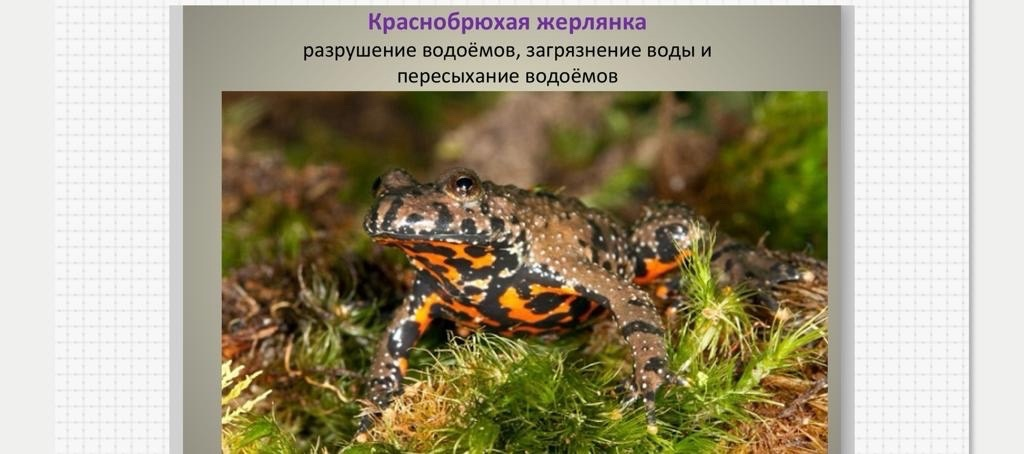 Краснобрюхая жерлянка
разрушение водоёмов, загрязнение воды и
пересыхание водоёмов